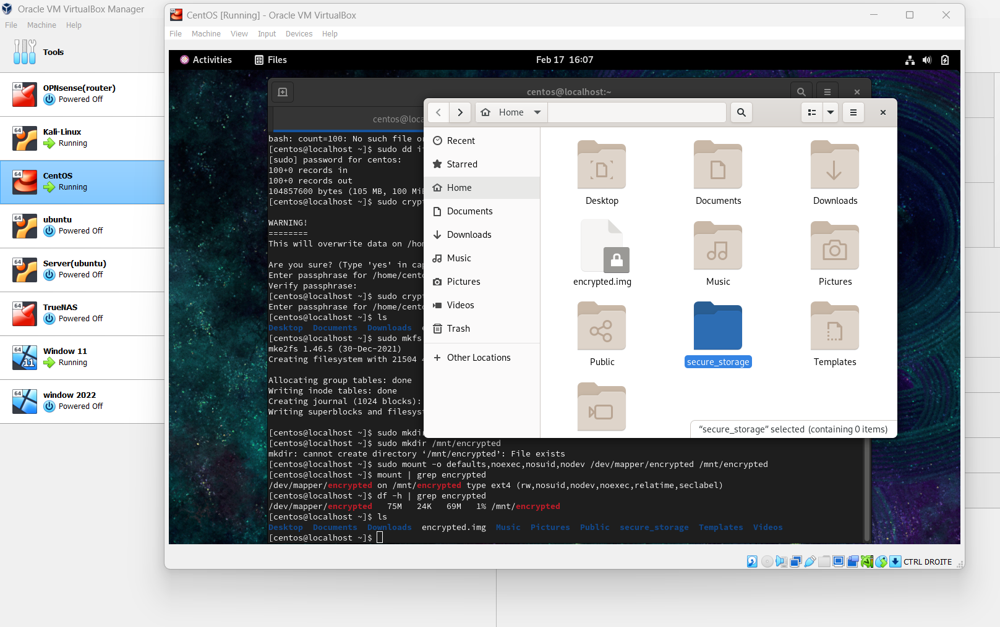 Oracle VM VirtualBox Manager
File Machine Help
Tools
64
OPNsense(router)
Powered Off
64
Kali-Linux
Running
64
CentOS
Running
64
ubuntu
Powered Off
64
Server(ubuntu)
Powered Off
64
TrueNAS
Powered Off
64
11
Window 11
Running
64
window 2022
Powered Off
CentOS [Running] - Oracle VM VirtualBox
File Machine View Input Devices Help
Activities Files Feb 17 16:07
centos@localhost:~
centos@loca
bash: count=100: No such file o
[centos@localhost ~]$ sudo dd i
[sudo] password for centos:
100+0 records in
100+0 records out
104857600 bytes (105 MB, 100 Mi
[centos@localhost ~]$ sudo cryp
WARNING!
========
This will overwrite data on /ho
Are you sure? (Type 'yes' in ca
Enter passphrase for /home/cent
Verify passphrase:
[centos@localhost ~]$ sudo cryp
Enter passphrase for /home/cent
[centos@localhost ~]$ ls
Desktop Documents Downloads e
[centos@localhost ~]$ sudo mkfs
mke2fs 1.46.5 (30-Dec-2021)
Creating filesystem with 21504 4
Allocating group tables: done
Writing inode tables: done
Creating journal (1024 blocks):
Writing superblocks and filesys
[centos@localhost ~]$ sudo mkdir
[centos@localhost ~]$ sudo mkdir /mnt/encrypted
mkdir: cannot create directory ‘/mnt/encrypted’: File exists
[centos@localhost ~]$ sudo mount -o defaults,noexec,nosuid,nodev /dev/mapper/encrypted /mnt/encrypted
[centos@localhost ~]$ mount | grep encrypted
/dev/mapper/encrypted on /mnt/encrypted type ext4 (rw,nosuid,nodev,noexec,relatime,seclabel)
[centos@localhost ~]$ df -h | grep encrypted
/dev/mapper/encrypted 75M 24K 69M 1% /mnt/encrypted
[centos@localhost ~]$ ls
Desktop Documents Downloads encrypted.img Music Pictures Public secure_storage Templates Videos
[centos@localhost ~]$
Home
Recent
Starred
Home
Documents
Downloads
Music
Pictures
Videos
Trash
Other Locations
Desktop Documents Downloads
encrypted.img Music Pictures
Public secure_storage Templates
“secure_storage” selected (containing 0 items)
CTRL DROITE